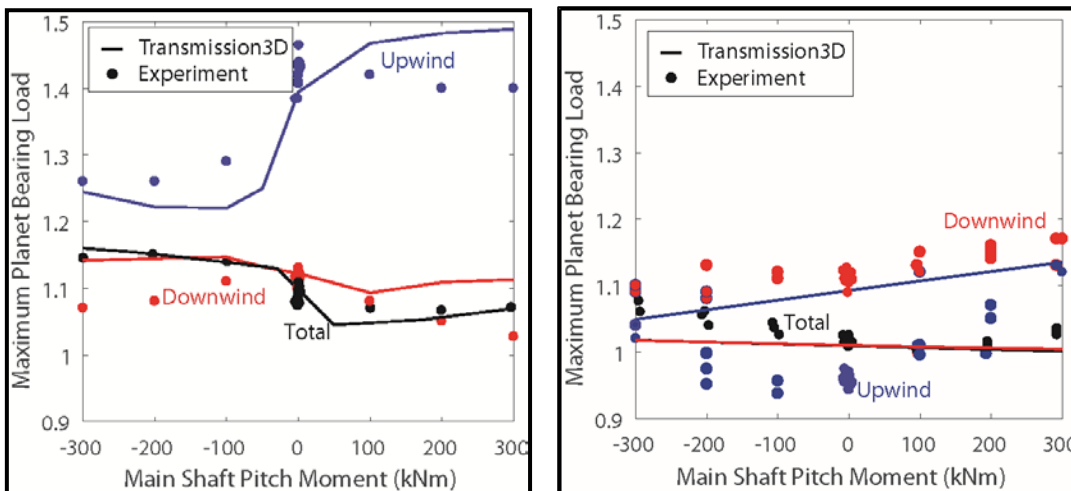 Maximum Planet Bearing Load
1.5
1.4
1.3
1.2
1.1
1
0.9
Transmission3D
Experiment
Upwind
Downwind
Total
-300 -200 -100 0 100 200 300
Main Shaft Pitch Moment (kNm)
Maximum Planet Bearing Load
1.5
1.4
1.3
1.2
1.1
1
0.9
Transmission3D
Experiment
Downwind
Total
Upwind
-300 -200 -100 0 100 200 300
Main Shaft Pitch Moment (kNm)